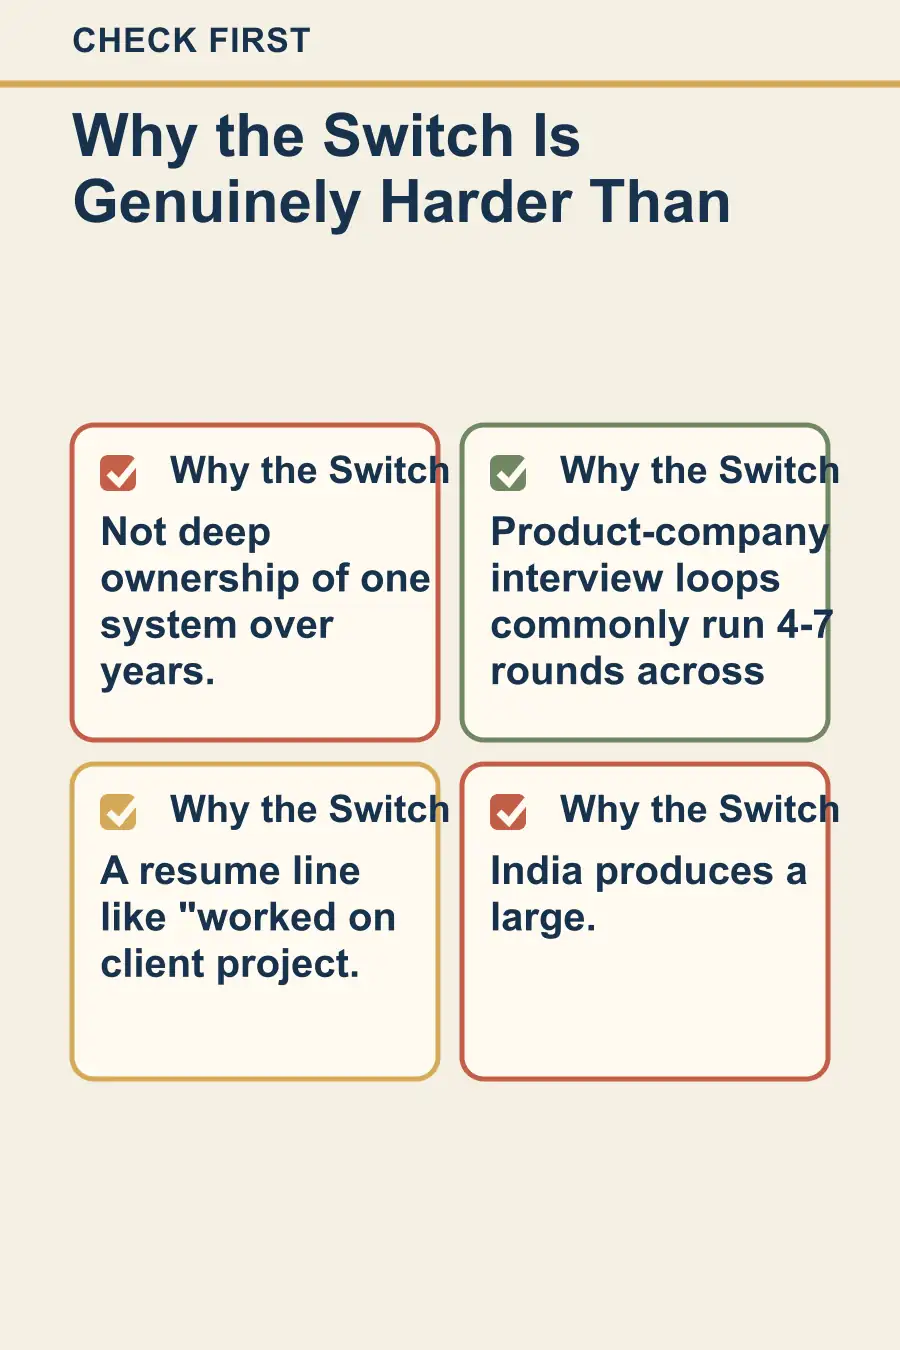 CHECK FIRST
Why the Switch Is
Genuinely Harder Than
Why the Switch
Not deep
ownership of one
system over
years.
Why the Switch
Product-company
interview loops
commonly run 4-7
rounds across
Why the Switch
A resume line
like "worked on
client project.
Why the Switch
India produces a
large.